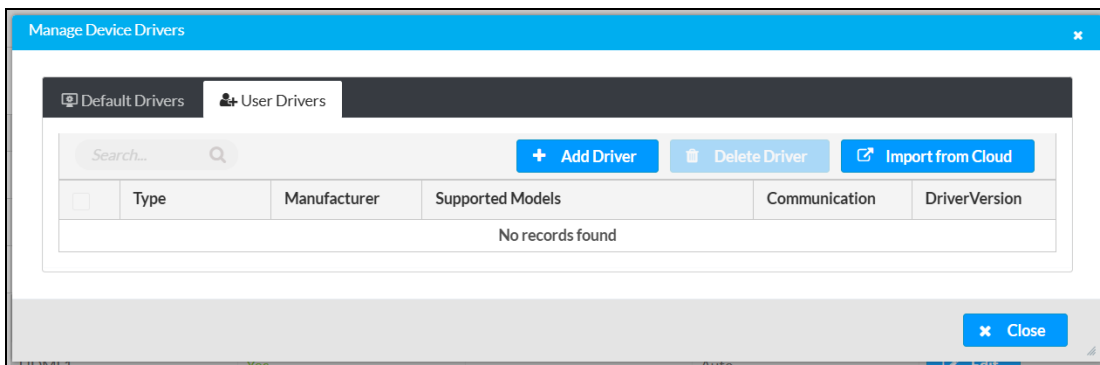 Manage Device Drivers
Default Drivers User Drivers
Search... Add Driver Delete Driver Import from Cloud
Type Manufacturer Supported Models Communication DriverVersion
No records found
Close